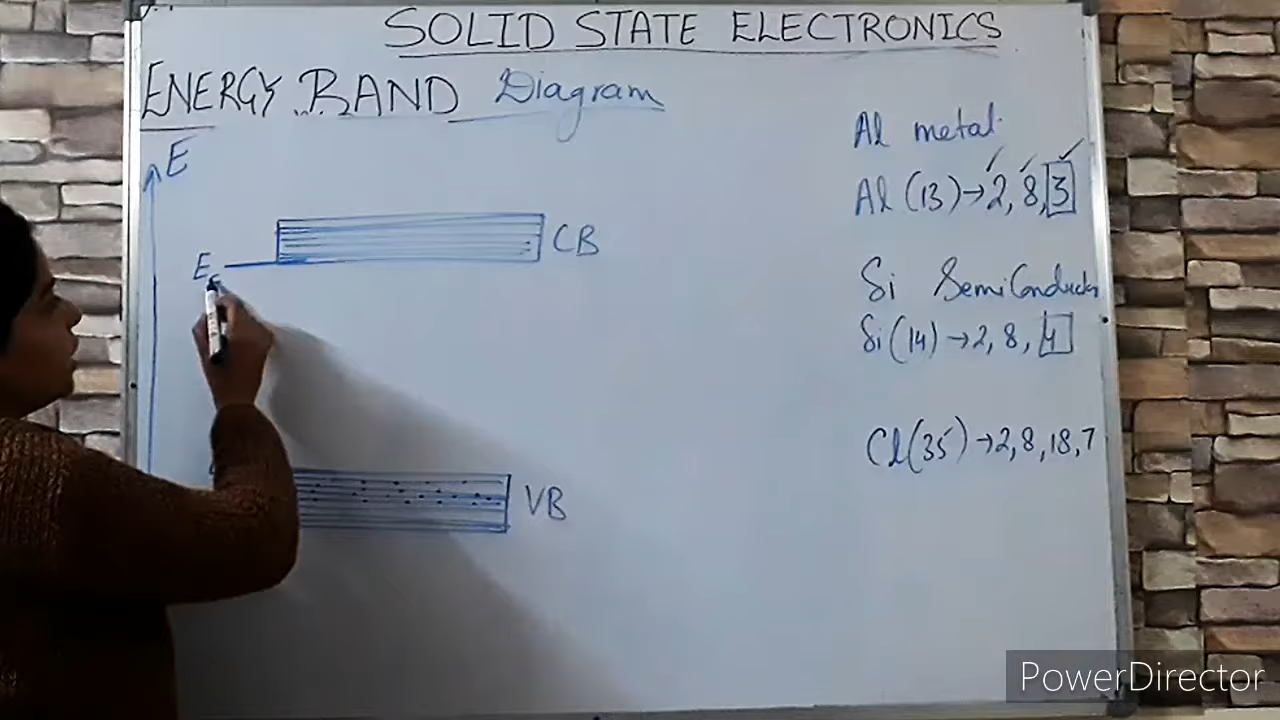 SOLID STATE ELECTRONICS
ENERGY BAND Diagram
E
CB
Ec
VB
Al metal
Al (13) → 2, 8, 3
Si SemiConductor
Si (14) → 2, 8, 4
Cl (35) → 2, 8, 18, 7
PowerDirector